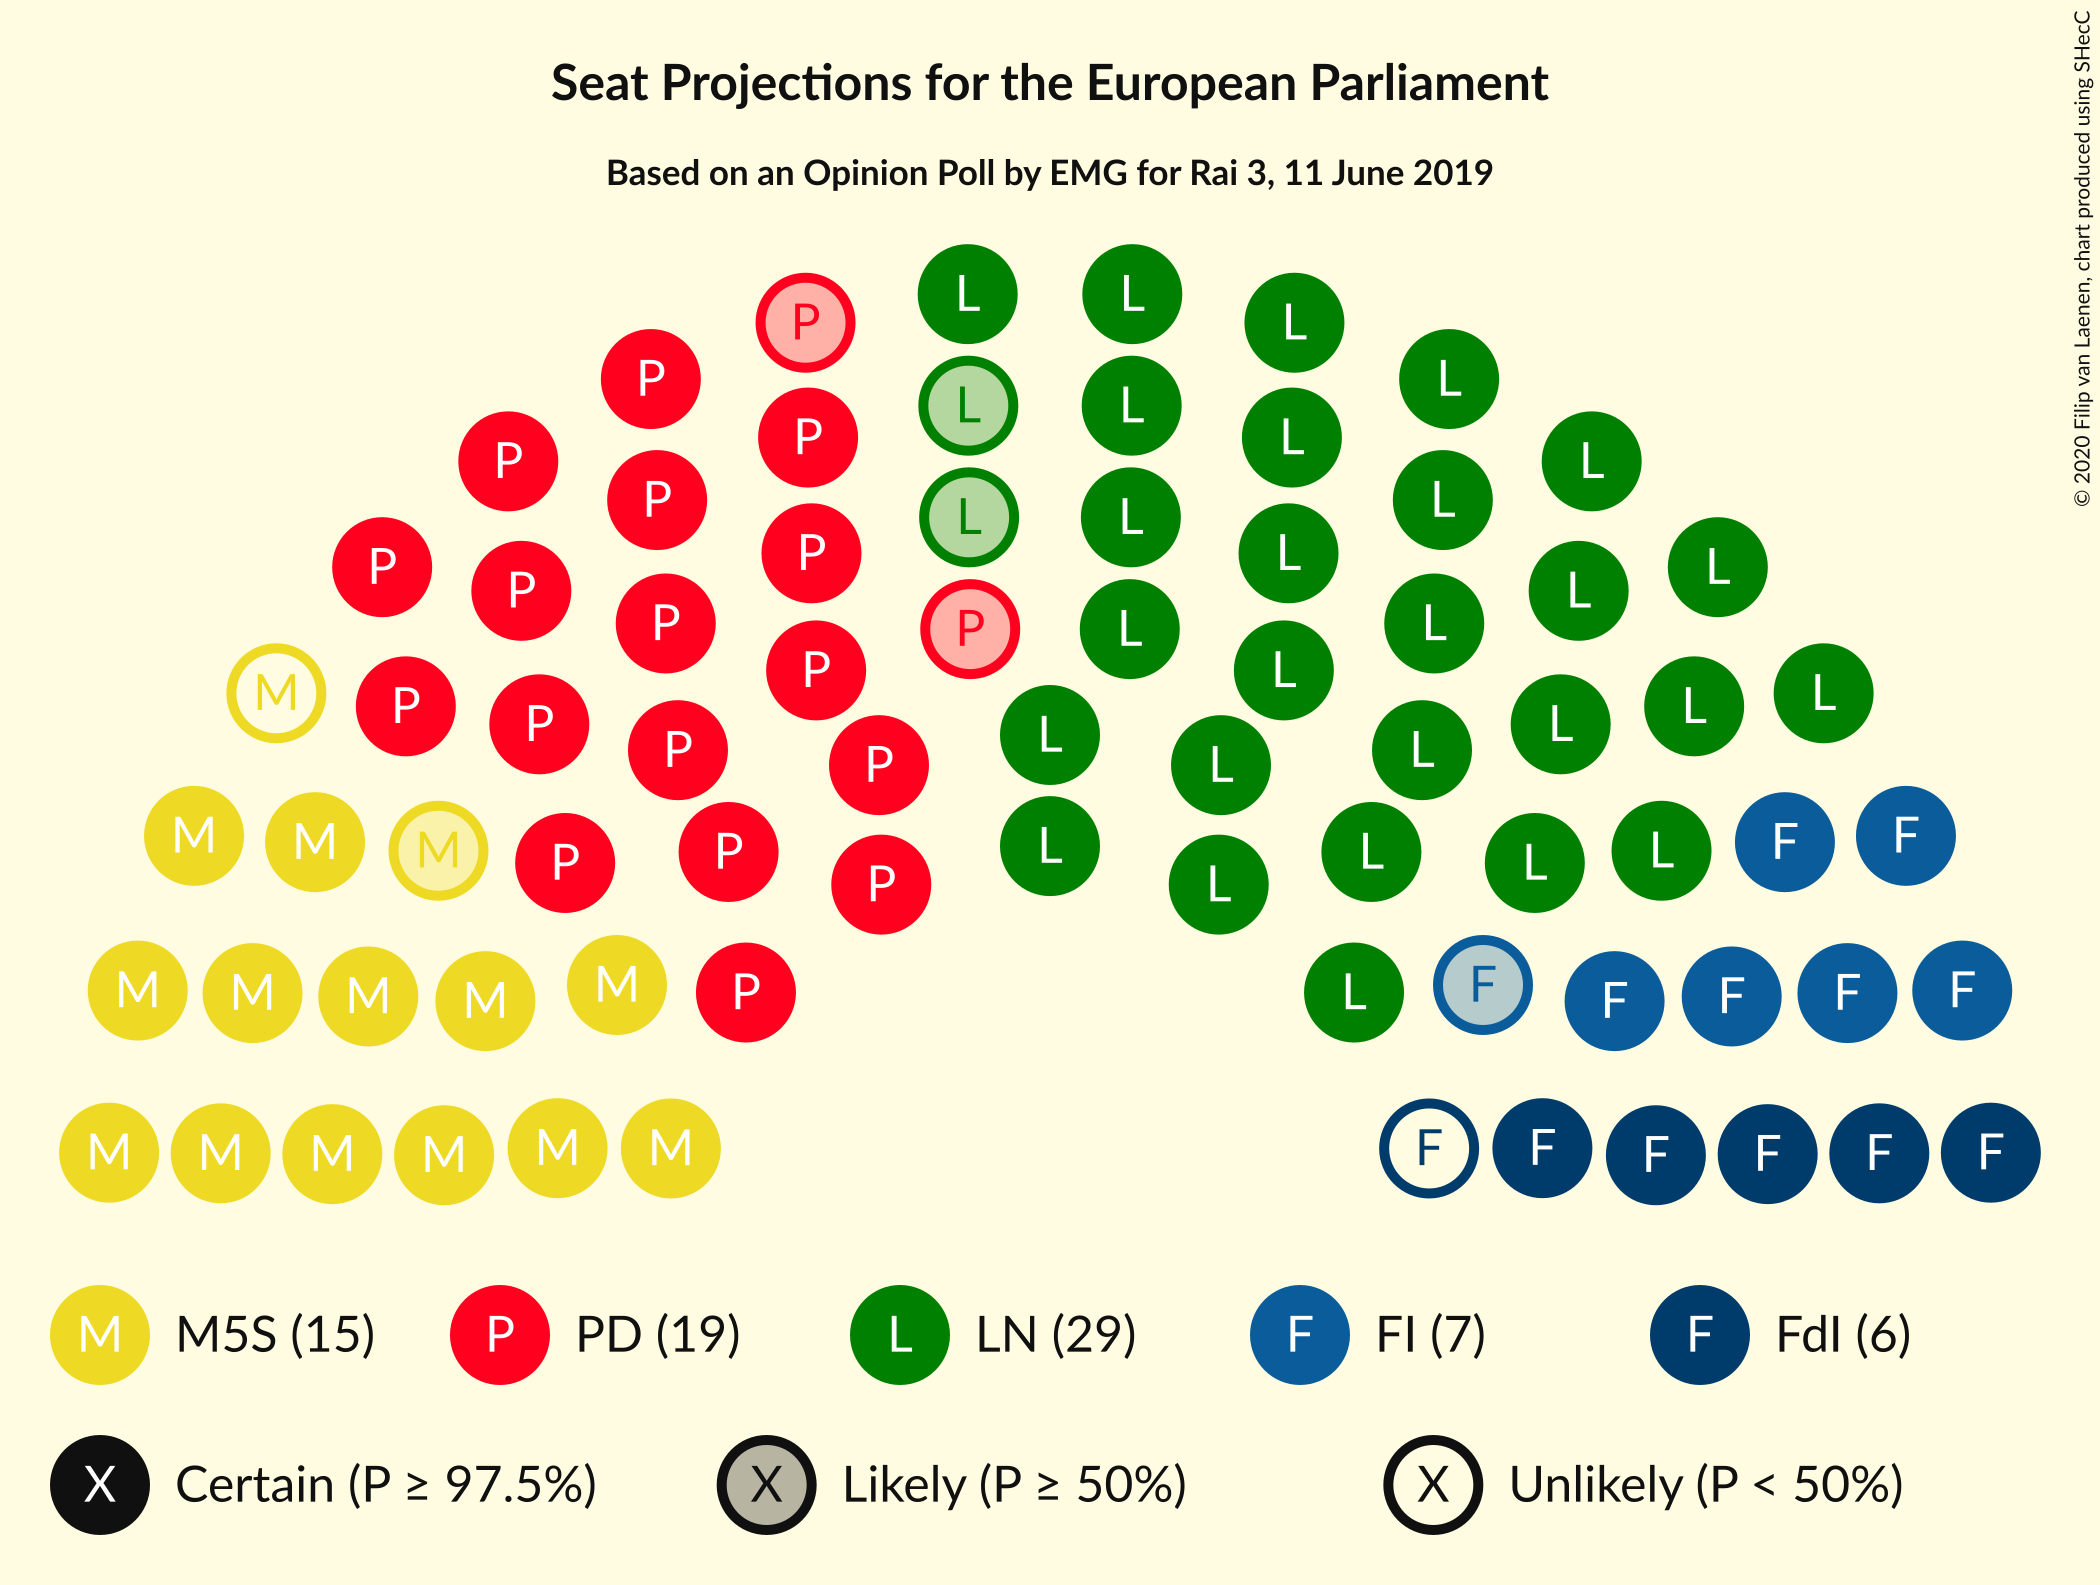 Seat Projections for the European Parliament
Based on an Opinion Poll by EMG for Rai 3, 11 June 2019
© 2020 Filip van Laenen, chart produced using SHecC
L L
P L L
P L
L L
P L L
P P
P L
L L
P L L
P P
P L
P L
P L
P L
P L
M M
P P
L L
P L
M M
P L L
M P P L L
M L F F
M M M M P L F F F F
M M M M M M F F F F F F
M M5S (15) P PD (19) L LN (29) F FI (7) F FdI (6)
X Certain (P ≥ 97.5%) X Likely (P ≥ 50%) X Unlikely (P < 50%)